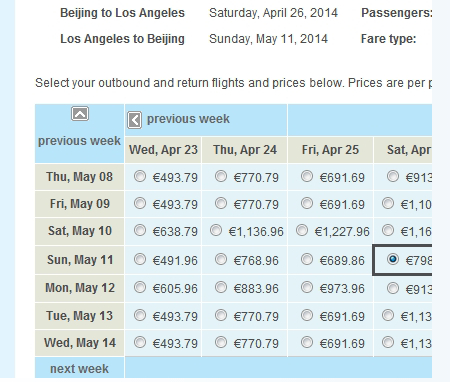 Beijing to Los Angeles Saturday, April 26, 2014 Passengers:
Los Angeles to Beijing Sunday, May 11, 2014 Fare type:
Select your outbound and return flights and prices below. Prices are per
previous week
previous week
Wed, Apr 23 Thu, Apr 24 Fri, Apr 25 Sat, Apr
Thu, May 08 €493.79 €770.79 €691.69 €913
Fri, May 09 €493.79 €770.79 €691.69 €1,10
Sat, May 10 €638.79 €1,136.96 €1,227.96 €1,16
Sun, May 11 €491.96 €768.96 €689.86 €798
Mon, May 12 €605.96 €883.96 €973.96 €913
Tue, May 13 €493.79 €770.79 €691.69 €1,13
Wed, May 14 €493.79 €770.79 €691.69 €1,13
next week